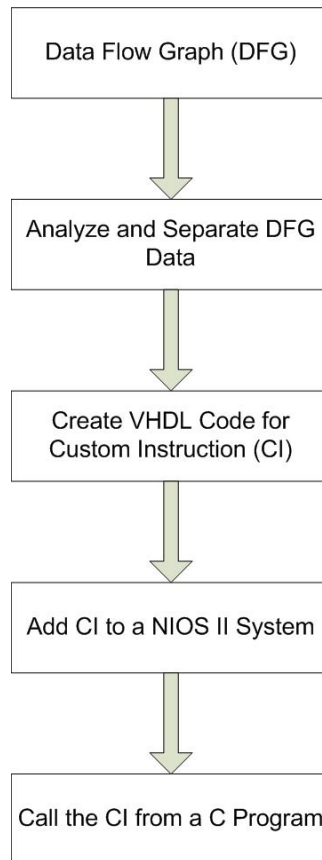 Data Flow Graph (DFG)
Analyze and Separate DFG
Data
Create VHDL Code for
Custom Instruction (CI)
Add CI to a NIOS II System
Call the CI from a C Program